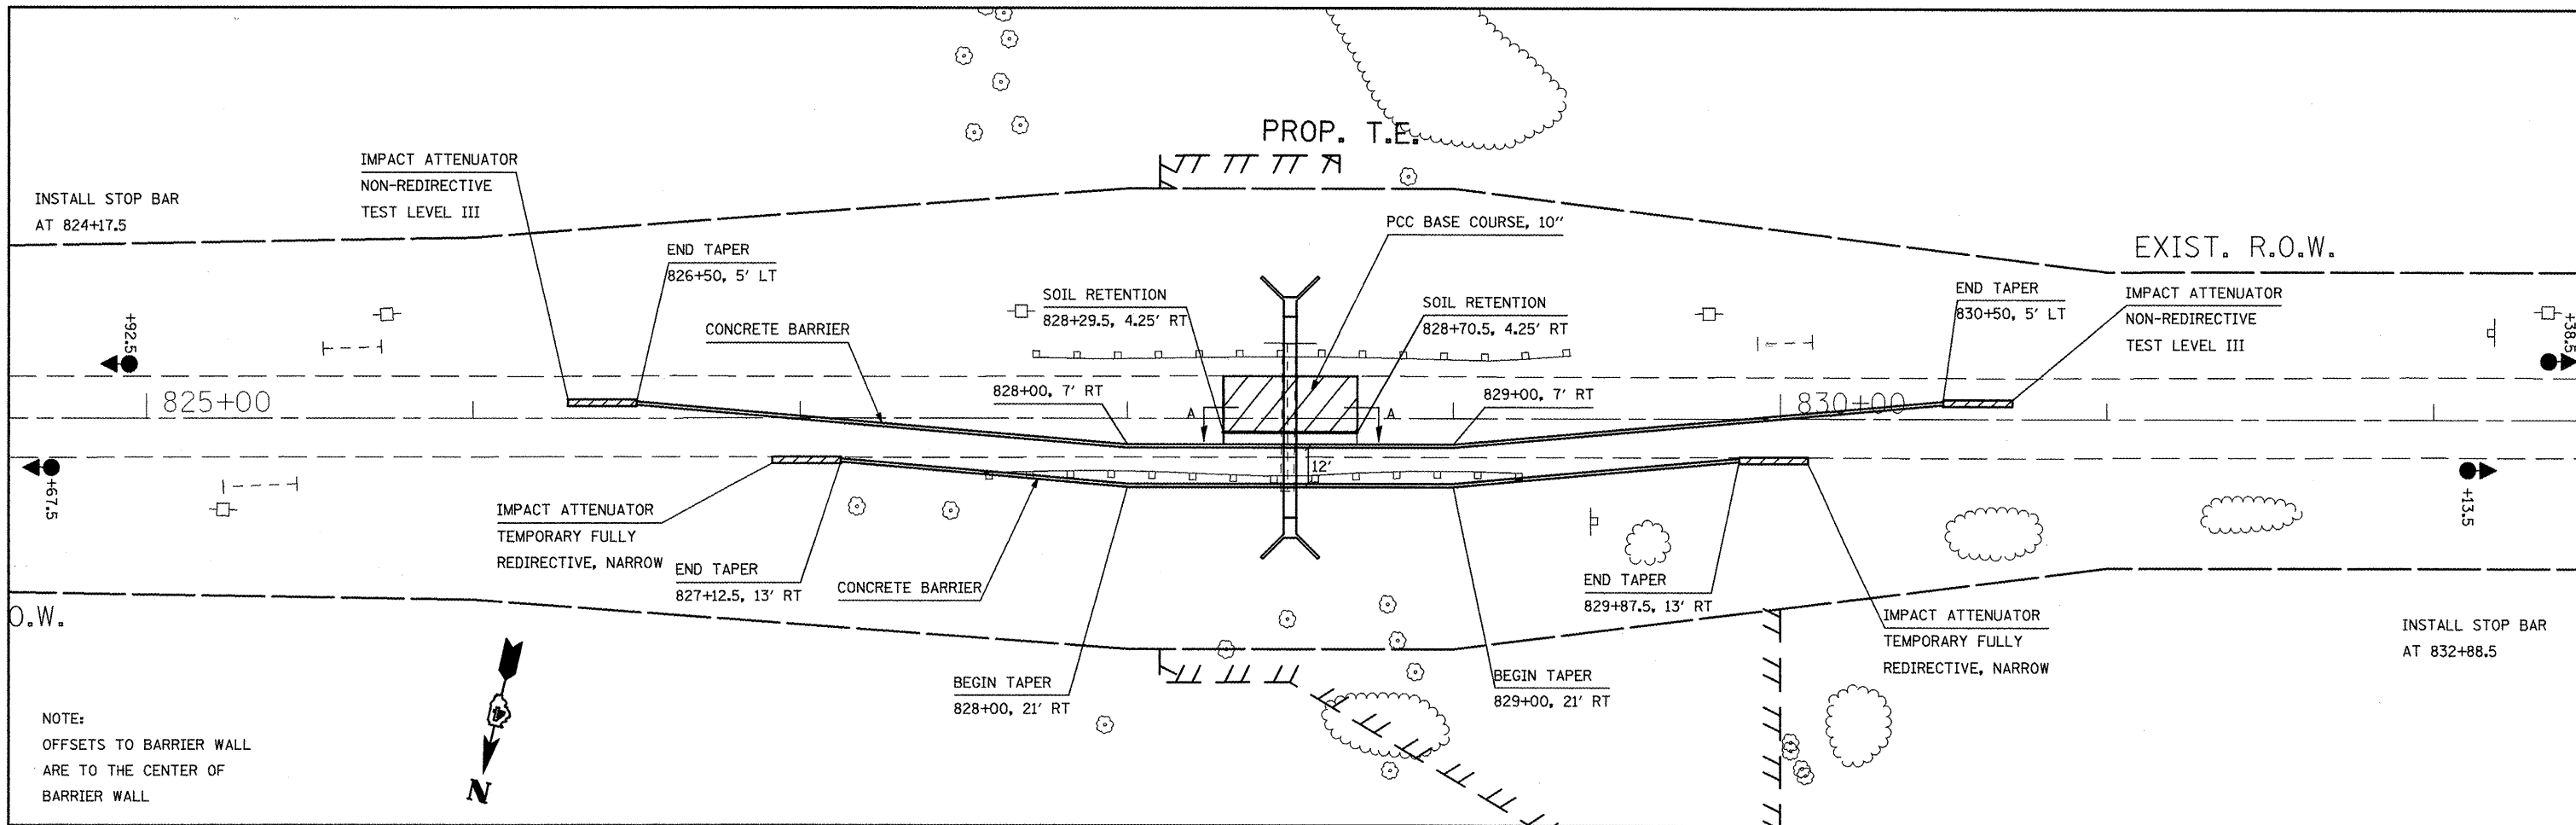 PROP. T.E.
IMPACT ATTENUATOR
NON-REDIRECTIVE
TEST LEVEL III
INSTALL STOP BAR
AT 824+17.5
PCC BASE COURSE, 10"
END TAPER
826+50, 5' LT
EXIST. R.O.W.
SOIL RETENTION
828+29.5, 4.25' RT
SOIL RETENTION
828+70.5, 4.25' RT
END TAPER
830+50, 5' LT
IMPACT ATTENUATOR
NON-REDIRECTIVE
TEST LEVEL III
CONCRETE BARRIER
+92.5
+38.5
828+00, 7' RT
829+00, 7' RT
825+00
A
A
830+00
12'
+67.5
+13.5
IMPACT ATTENUATOR
TEMPORARY FULLY
REDIRECTIVE, NARROW
END TAPER
827+12.5, 13' RT
CONCRETE BARRIER
END TAPER
829+87.5, 13' RT
IMPACT ATTENUATOR
TEMPORARY FULLY
REDIRECTIVE, NARROW
O.W.
INSTALL STOP BAR
AT 832+88.5
BEGIN TAPER
828+00, 21' RT
BEGIN TAPER
829+00, 21' RT
NOTE:
OFFSETS TO BARRIER WALL
ARE TO THE CENTER OF
BARRIER WALL
N